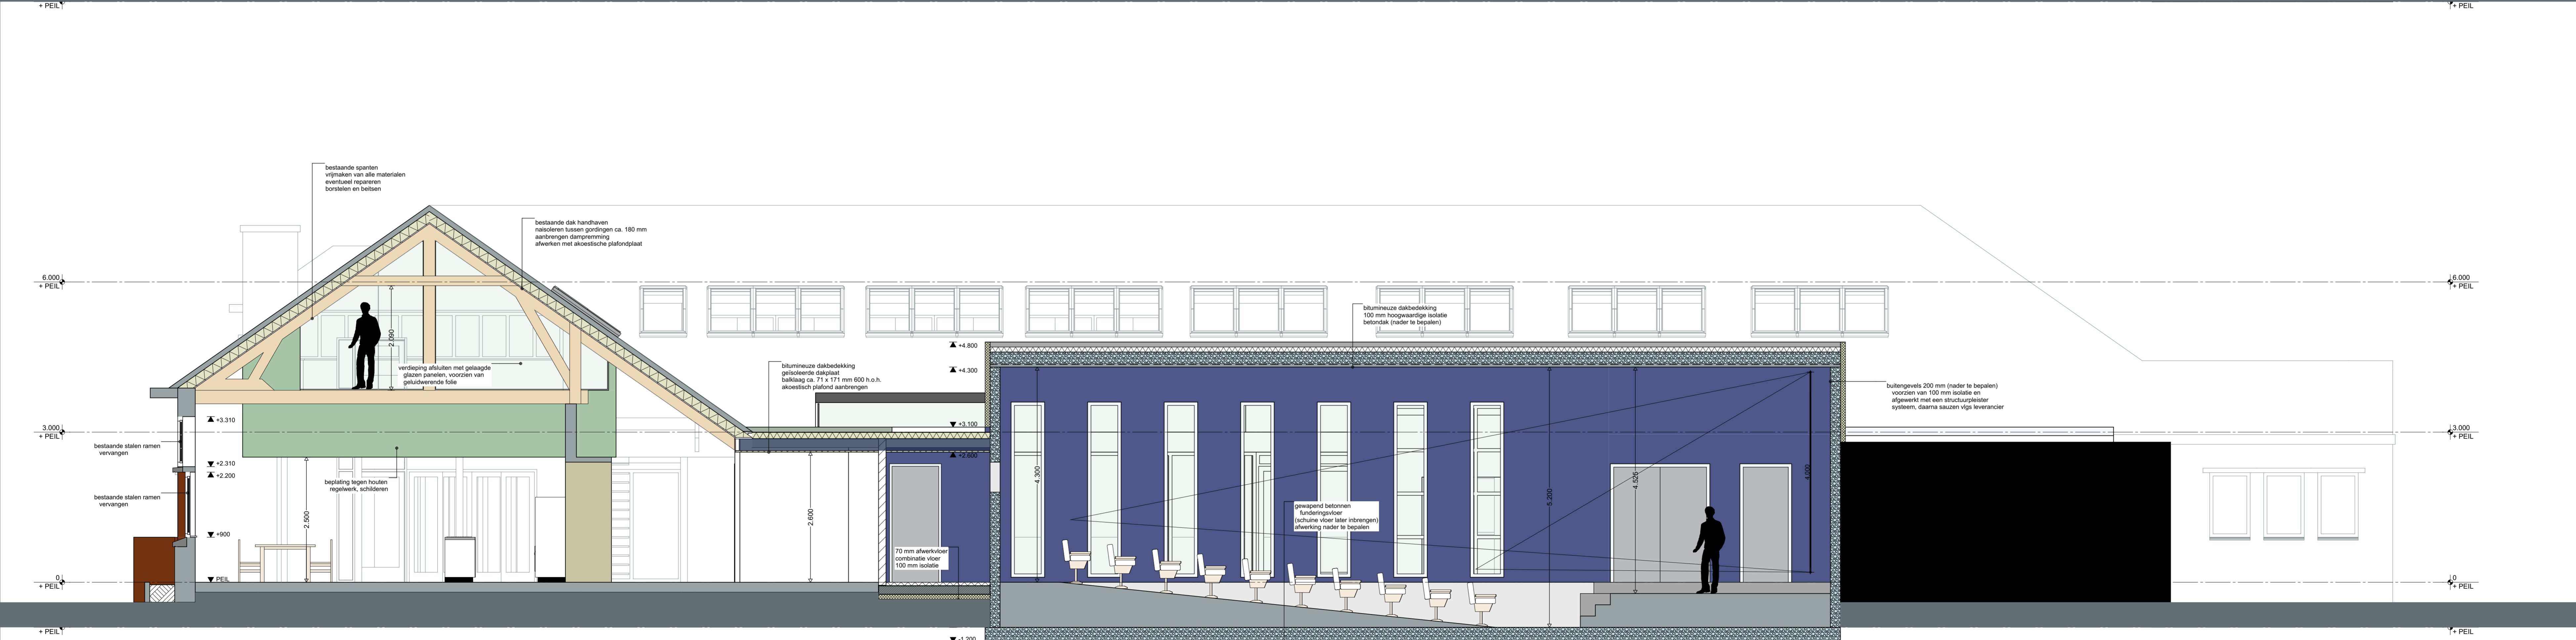 + PEIL
+ PEIL
bestaande spanten
vrijmaken van alle materialen
eventueel repareren
borstelen en beitsen
bestaande dak handhaven
naisoleren tussen gordingen ca. 180 mm
aanbrengen dampremming
afwerken met akoestische plafondplaat
6.000
+ PEIL
6.000
+ PEIL
bitumineuze dakbedekking
100 mm hoogwaardige isolatie
betondak (nader te bepalen)
2.090
+4.800
verdieping afsluiten met gelaagde
glazen panelen, voorzien van
geluidwerende folie
bitumineuze dakbedekking
geïsoleerde dakplaat
balklaag ca. 71 x 171 mm 600 h.o.h.
akoestisch plafond aanbrengen
+4.300
buitengevels 200 mm (nader te bepalen)
voorzien van 100 mm isolatie en
afgewerkt met een structuurpleister
systeem, daarna sauzen vlgs leverancier
+3.310
+3.100
3.000
+ PEIL
3.000
+ PEIL
bestaande stalen ramen
vervangen
+2.310
+2.200
+2.600
beplating tegen houten
regelwerk, schilderen
bestaande stalen ramen
vervangen
2.500
2.600
4.300
5.200
4.525
4.000
gewapend betonnen
funderingsvloer
(schuine vloer later inbrengen)
afwerking nader te bepalen
+900
70 mm afwerkvloer
combinatie vloer
100 mm isolatie
0
+ PEIL
PEIL
0
+ PEIL
+ PEIL
-1.200
+ PEIL